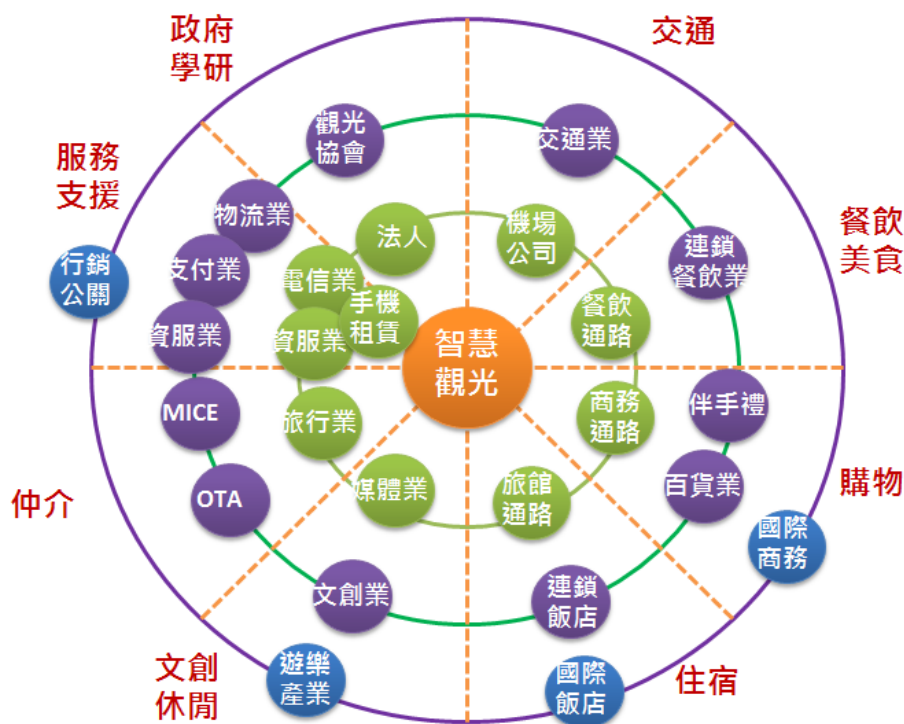 政府
學研
交通
服務
支援
觀光
協會
交通業
物流業
法人
機場
公司
連鎖
餐飲業
餐飲
美食
行銷
公關
支付業
電信業
手機
租賃
餐飲
通路
資服業
資服業
智慧
觀光
MICE
旅行業
商務
通路
伴手禮
仲介
OTA
媒體業
旅館
通路
百貨業
購物
國際
商務
文創業
連鎖
飯店
文創
休閒
遊樂
產業
國際
飯店
住宿